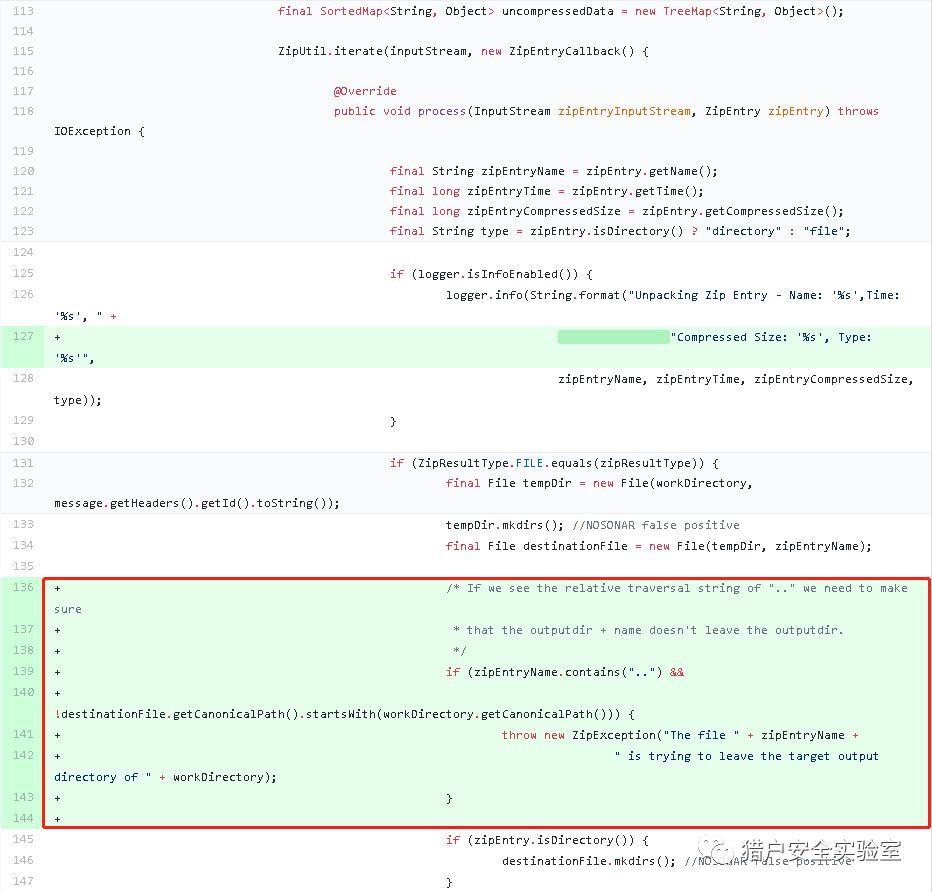 113 final SortedMap<String, Object> uncompressedData = new TreeMap<String, Object>();
114
115 ZipUtil.iterate(inputStream, new ZipEntryCallback() {
116
117 @Override
118 public void process(InputStream zipEntryInputStream, ZipEntry zipEntry) throws
IOException {
119
120 final String zipEntryName = zipEntry.getName();
121 final long zipEntryTime = zipEntry.getTime();
122 final long zipEntryCompressedSize = zipEntry.getCompressedSize();
123 final String type = zipEntry.isDirectory() ? "directory" : "file";
124
125 if (logger.isInfoEnabled()) {
126 logger.info(String.format("Unpacking Zip Entry - Name: '%s',Time:
'%s', " +
127 + "Compressed Size: '%s', Type:
'%s'",
128 zipEntryName, zipEntryTime, zipEntryCompressedSize,
type));
129 }
130
131 if (ZipResultType.FILE.equals(zipResultType)) {
132 final File tempDir = new File(workDirectory,
message.getHeaders().getId().toString());
133 tempDir.mkdirs(); //NOSONAR false positive
134 final File destinationFile = new File(tempDir, zipEntryName);
135
136 + /* If we see the relative traversal string of ".." we need to make
sure
137 + * that the outputdir + name doesn't leave the outputdir.
138 + */
139 + if (zipEntryName.contains("..") &&
140 +
!destinationFile.getCanonicalPath().startsWith(workDirectory.getCanonicalPath())) {
141 + throw new ZipException("The file " + zipEntryName +
142 + " is trying to leave the target output
directory of " + workDirectory);
143 + }
144 +
145 if (zipEntry.isDirectory()) {
146 destinationFile.mkdirs(); //NOSONAR false positive
147 }
猎户安全实验室